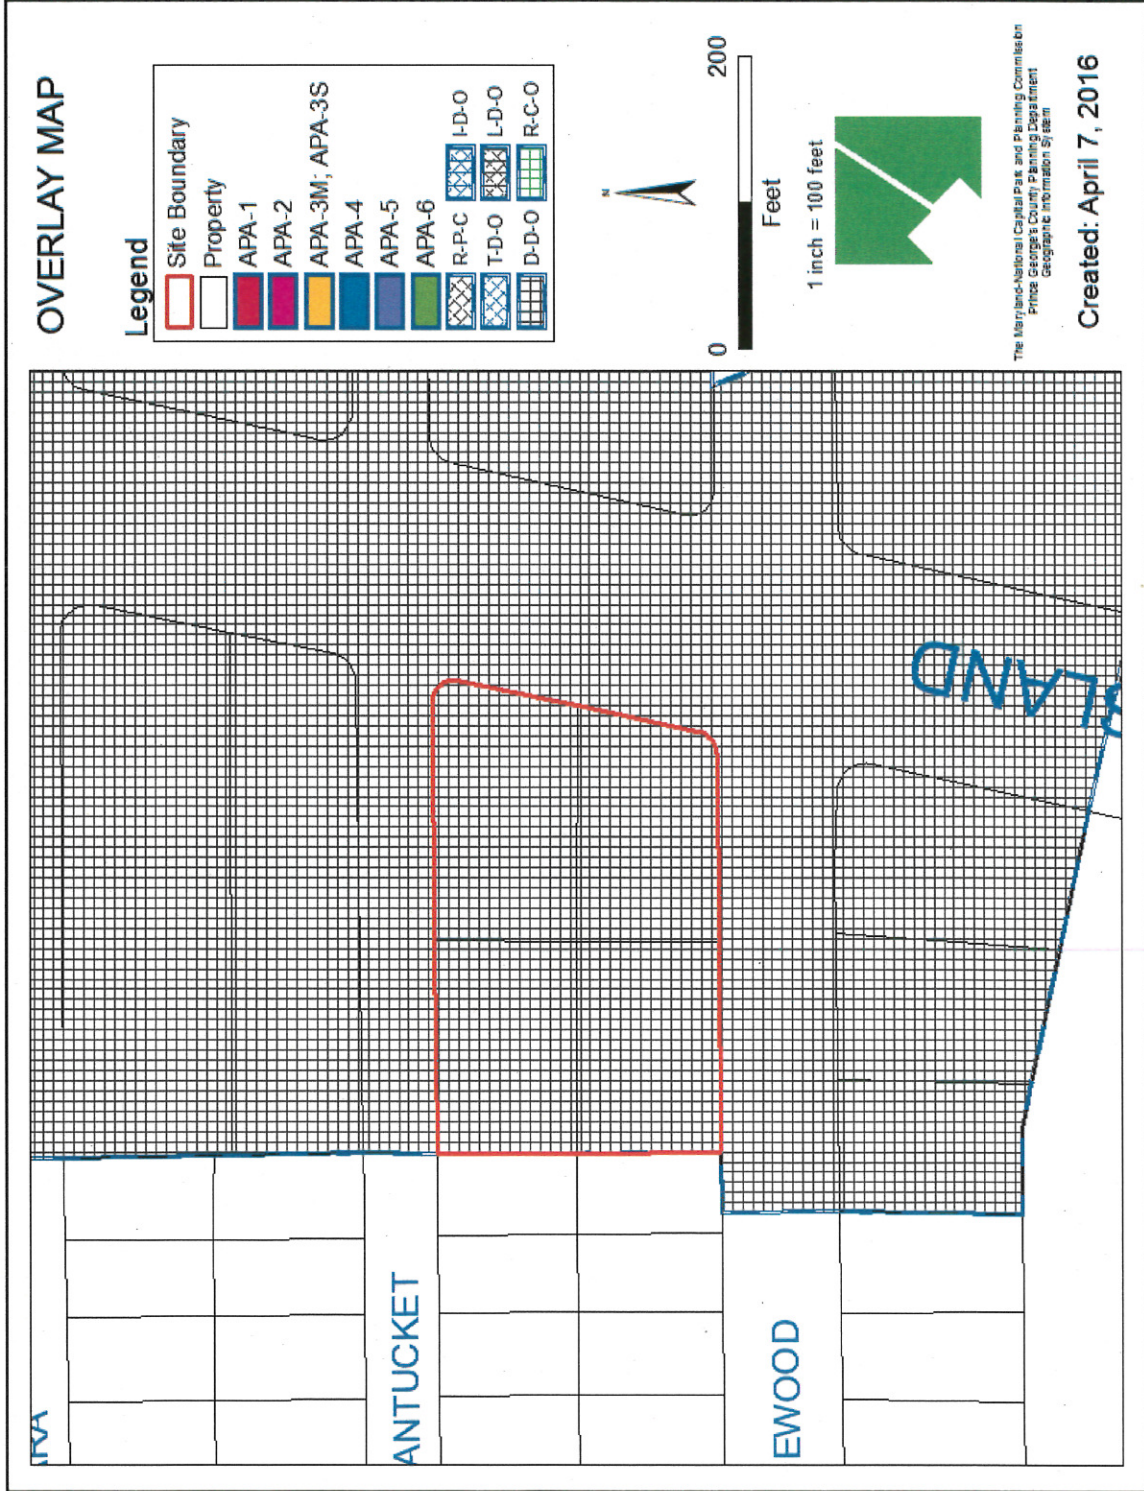 OVERLAY MAP
Legend
Site Boundary
Property
APA-1
APA-2
APA-3M; APA-3S
APA-4
APA-5
APA-6
R-P-C
I-D-O
T-D-O
L-D-O
D-D-O
R-C-O
N
0
200
Feet
1 inch = 100 feet
The Maryland-National Capital Park and Planning Commission
Prince George's County Planning Department
Geographic Information System
Created: April 7, 2016
RA
ANTUCKET
EWOOD
LAND